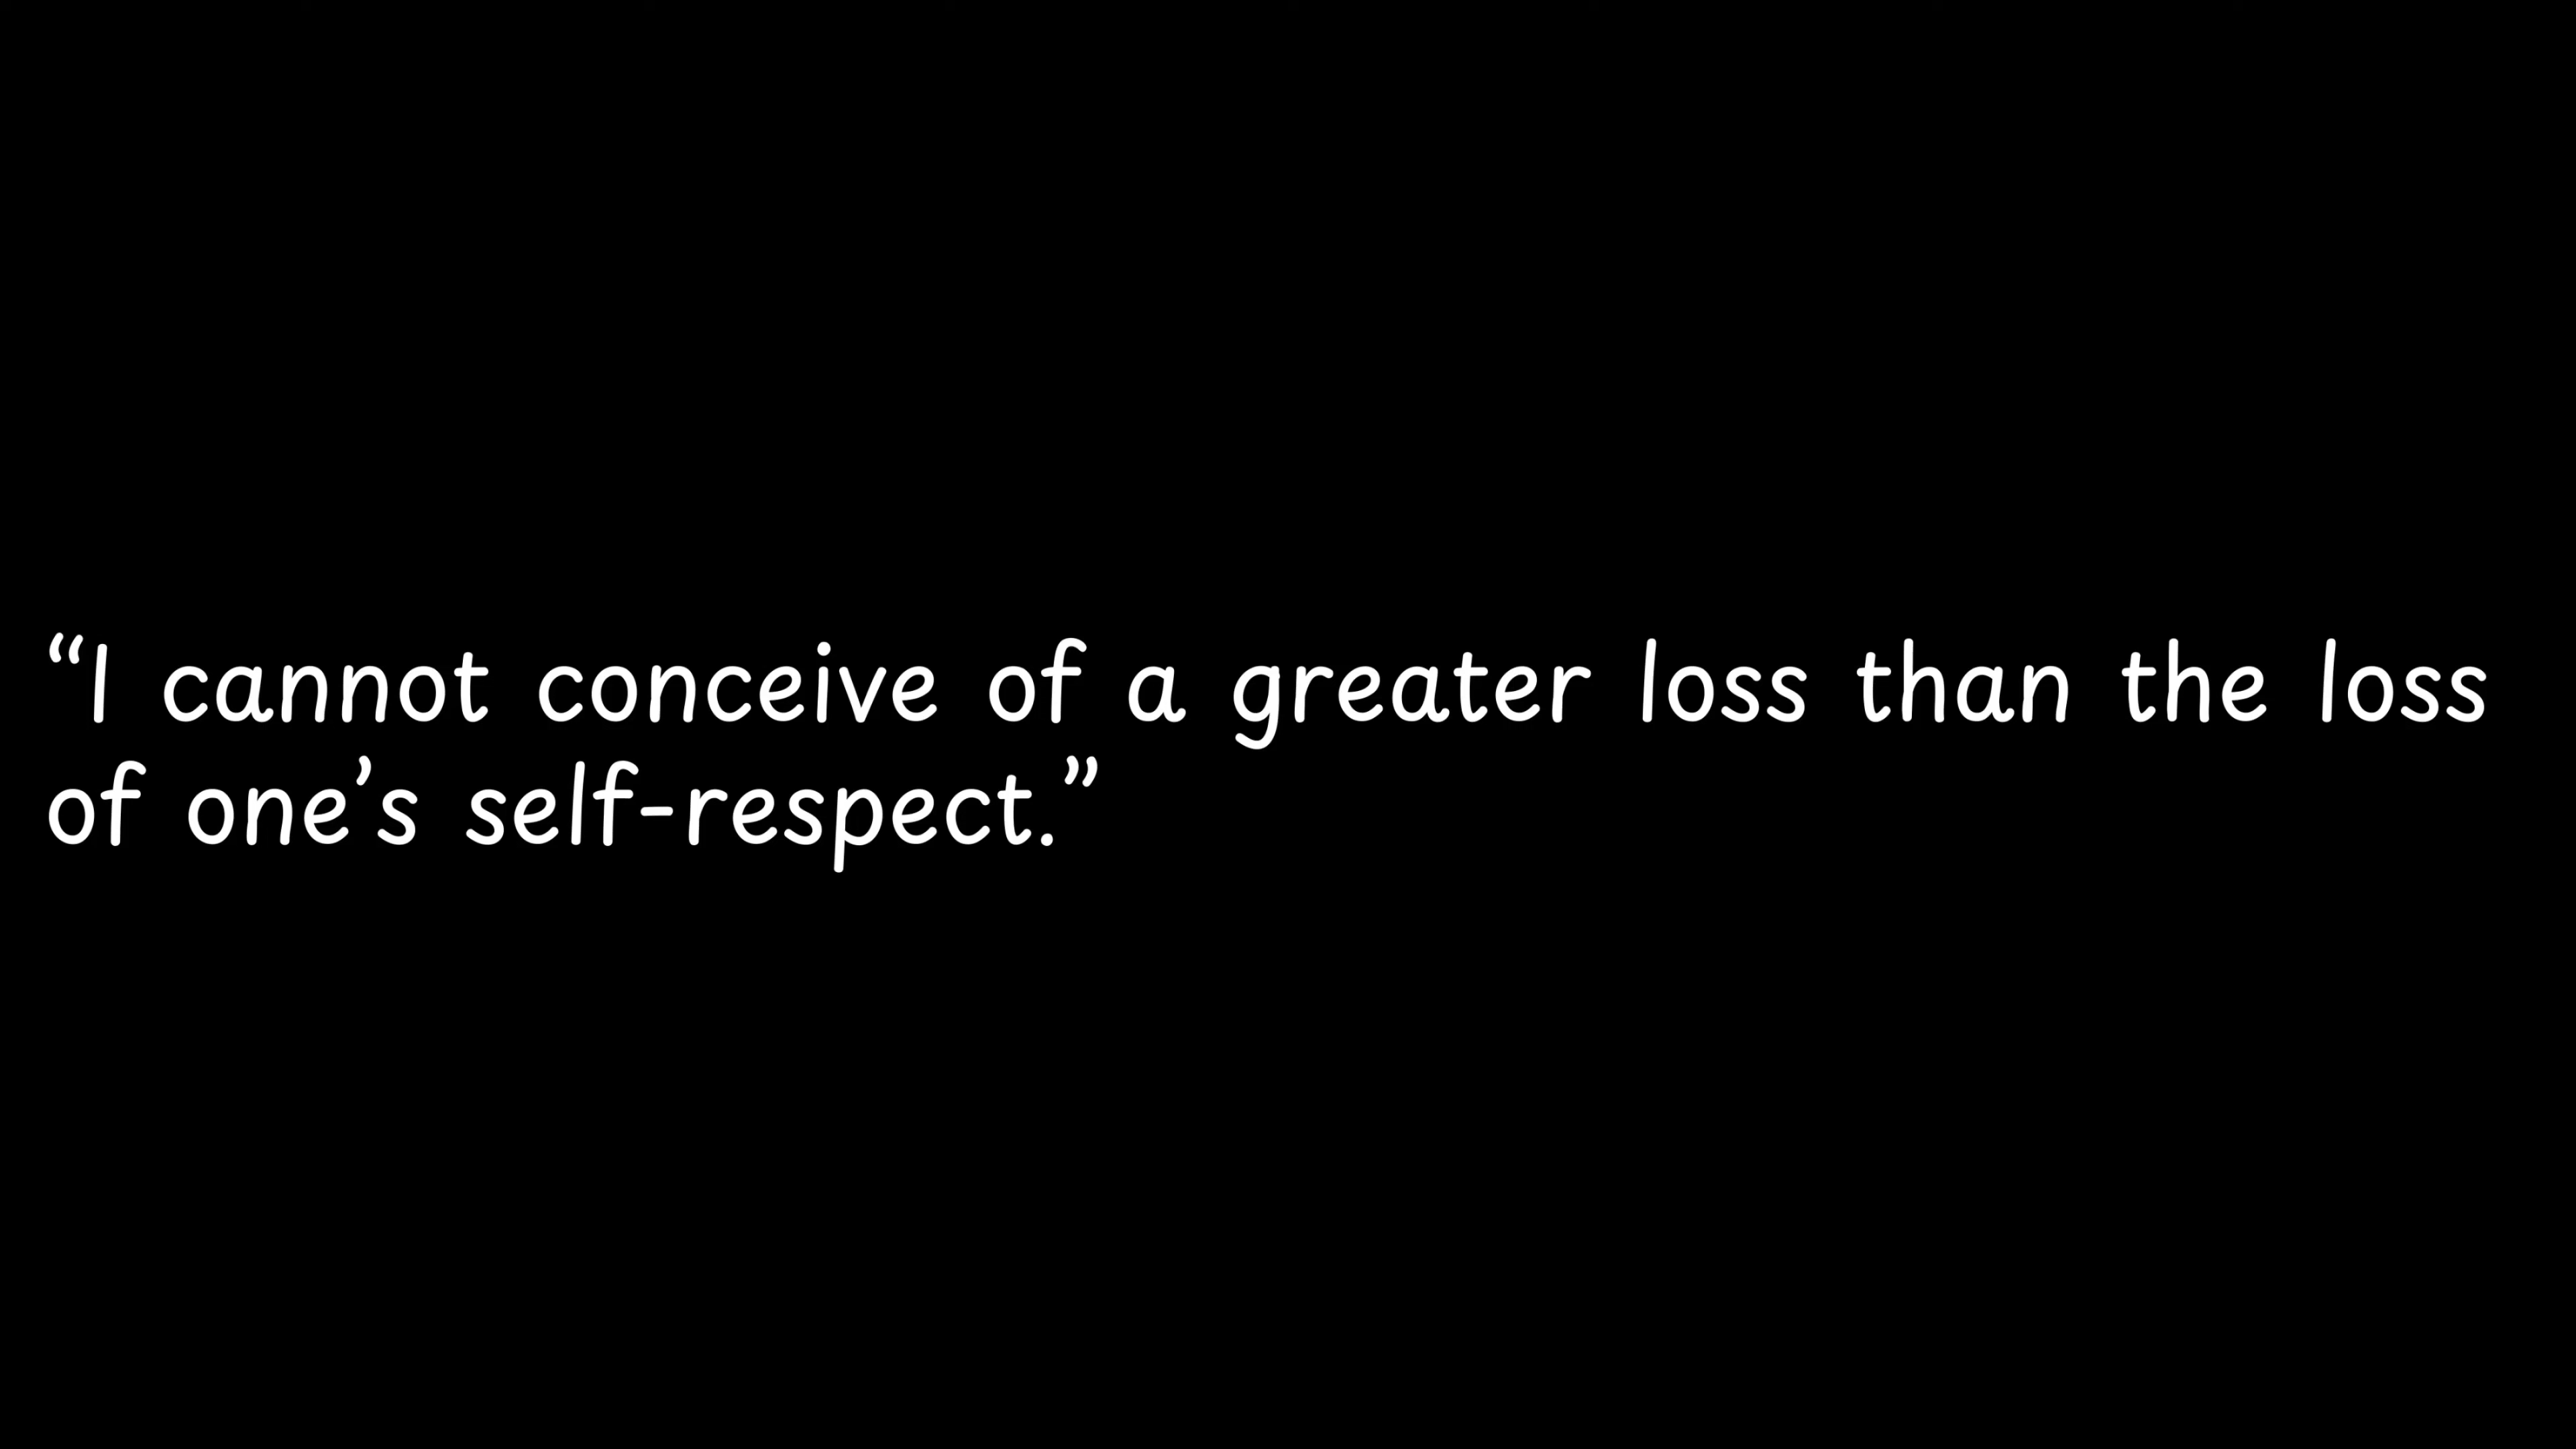 “I cannot conceive of a greater loss than the loss
of one’s self-respect.”